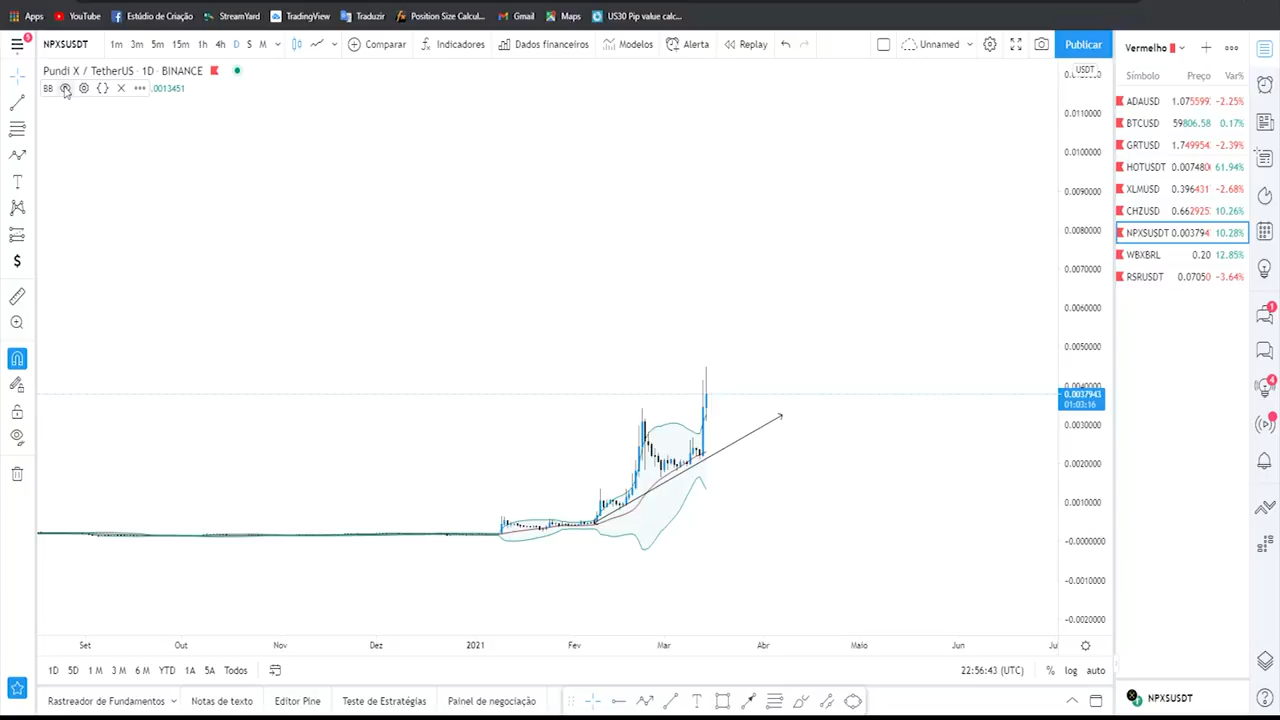 Apps YouTube Estúdio de Criação StreamYard TradingView Traduzir Position Size Calcul... Gmail Maps US30 Pip value calc...
NPXSUSDT 1m 3m 5m 15m 1h 4h D S M Comparar Indicadores Dados financeiros Modelos Alerta Replay Unnamed Publicar
Vermelho
Pundi X / TetherUS · 1D · BINANCE
BB .0013451
USDT
0.0110000
0.0100000
0.0090000
0.0080000
0.0070000
0.0060000
0.0050000
0.0040000
0.0037943
01:03:16
0.0030000
0.0020000
0.0010000
-0.0000000
-0.0010000
-0.0020000
Símbolo Preço Var%
ADAUSD 1.07559 -2.25%
BTCUSD 59806.58 0.17%
GRTUSD 1.749954 -2.39%
HOTUSDT 0.007480 61.94%
XLMUSD 0.396431 -2.68%
CHZUSD 0.662925 10.26%
NPXSUSDT 0.003794 10.28%
WBXBRL 0.20 12.85%
RSRUSDT 0.07050 -3.64%
Set Out Nov Dez 2021 Fev Mar Abr Maio Jun Ju
1D 5D 1M 3M 6M YTD 1A 5A Todos 22:56:43 (UTC) % log auto
Rastreador de Fundamentos Notas de texto Editor Pine Teste de Estratégias Painel de negociação
NPXSUSDT